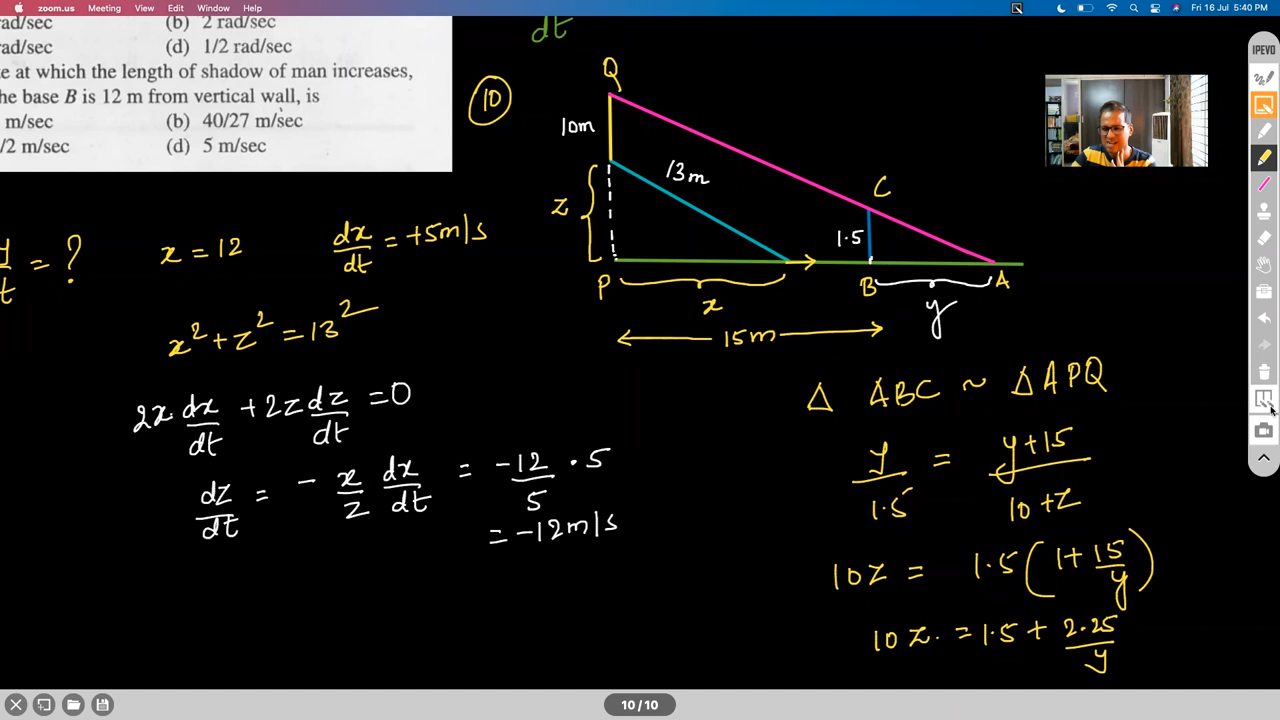 zoom.us Meeting View Edit Window Help Fri 16 Jul 5:40 PM
rad/sec (b) 2 rad/sec
rad/sec (d) 1/2 rad/sec
e at which the length of shadow of man increases,
he base B is 12 m from vertical wall, is
m/sec (b) 40/27 m/sec
/2 m/sec (d) 5 m/sec
dt
10
Q
10m
13m
z
C
1.5
P
B
A
x
y
15m
IPEVO
y/t = ? x = 12 dx/dt = +5m/s
x² + z² = 13²
2x dx/dt + 2z dz/dt = 0
dz/dt = - x/z dx/dt = -12/5 . 5
= -12m/s
Δ ABC ~ Δ APQ
y/1.5 = y+15/10+z
10z = 1.5(1+15/y)
10z. = 1.5 + 2.25/y
10 / 10